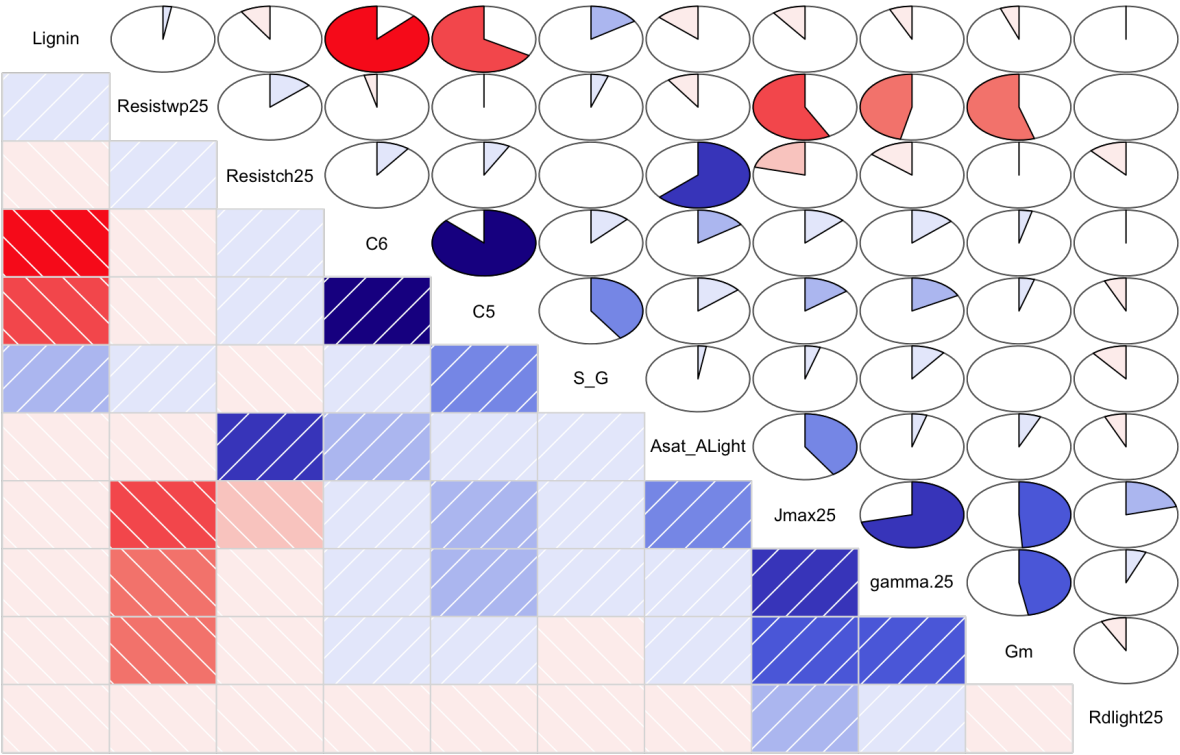 Lignin
Resistwp25
Resistch25
C6
C5
S_G
Asat_ALight
Jmax25
gamma.25
Gm
Rdlight25